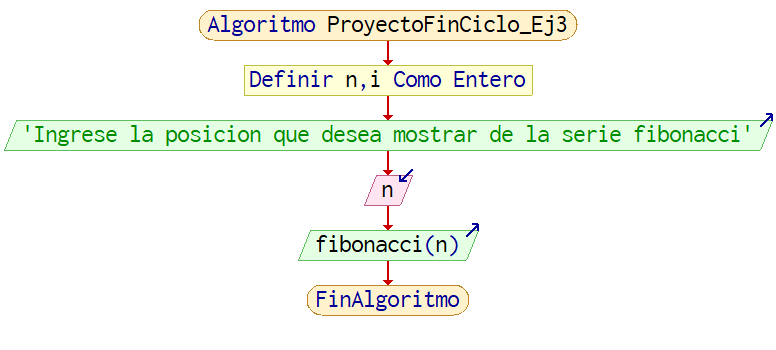 Algoritmo ProyectoFinCiclo_Ej3
Definir n,i Como Entero
'Ingrese la posicion que desea mostrar de la serie fibonacci'
n
fibonacci(n)
FinAlgoritmo